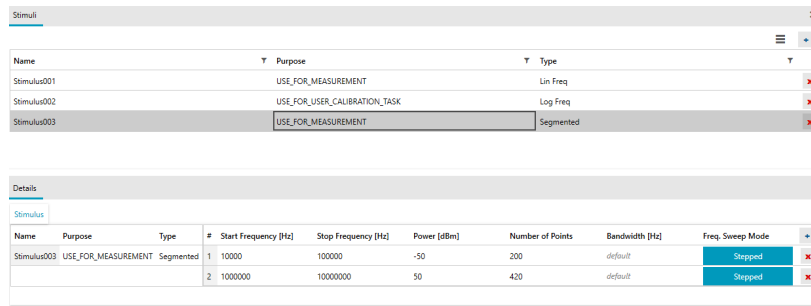 Stimuli
Name Purpose Type
Stimulus001 USE_FOR_MEASUREMENT Lin Freq
Stimulus002 USE_FOR_USER_CALIBRATION_TASK Log Freq
Stimulus003 USE_FOR_MEASUREMENT Segmented
Details
Stimulus
Name Purpose Type # Start Frequency [Hz] Stop Frequency [Hz] Power [dBm] Number of Points Bandwidth [Hz] Freq. Sweep Mode
Stimulus003 USE_FOR_MEASUREMENT Segmented 1 10000 100000 -50 200 default Stepped
2 1000000 10000000 50 420 default Stepped